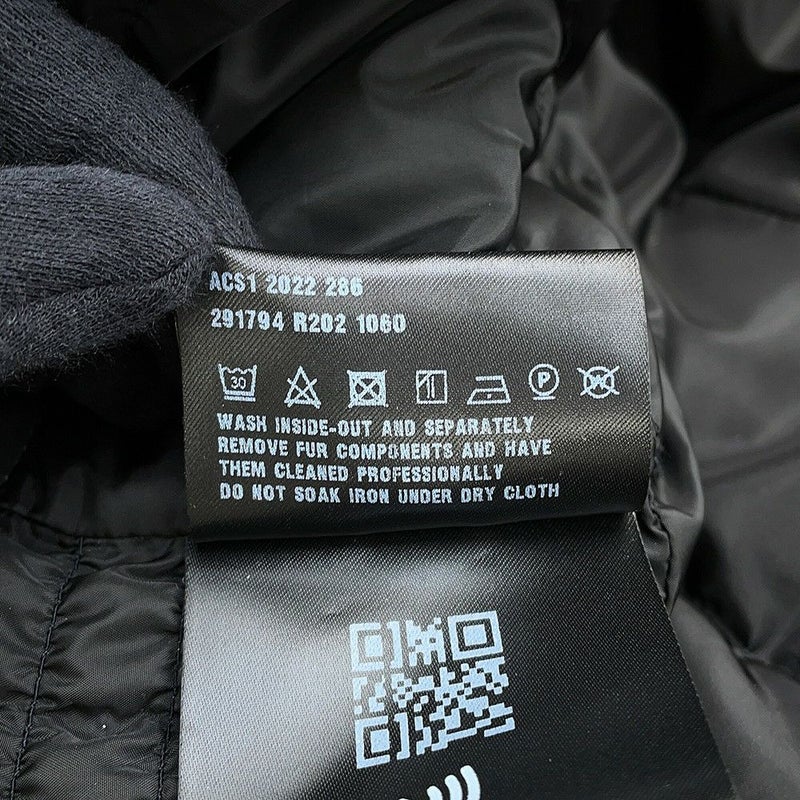 ACS1 2022 286
291794 R202 1060
30 P W
WASH INSIDE-OUT AND SEPARATELY
REMOVE FUR COMPONENTS AND HAVE
THEM CLEANED PROFESSIONALLY
DO NOT SOAK IRON UNDER DRY CLOTH